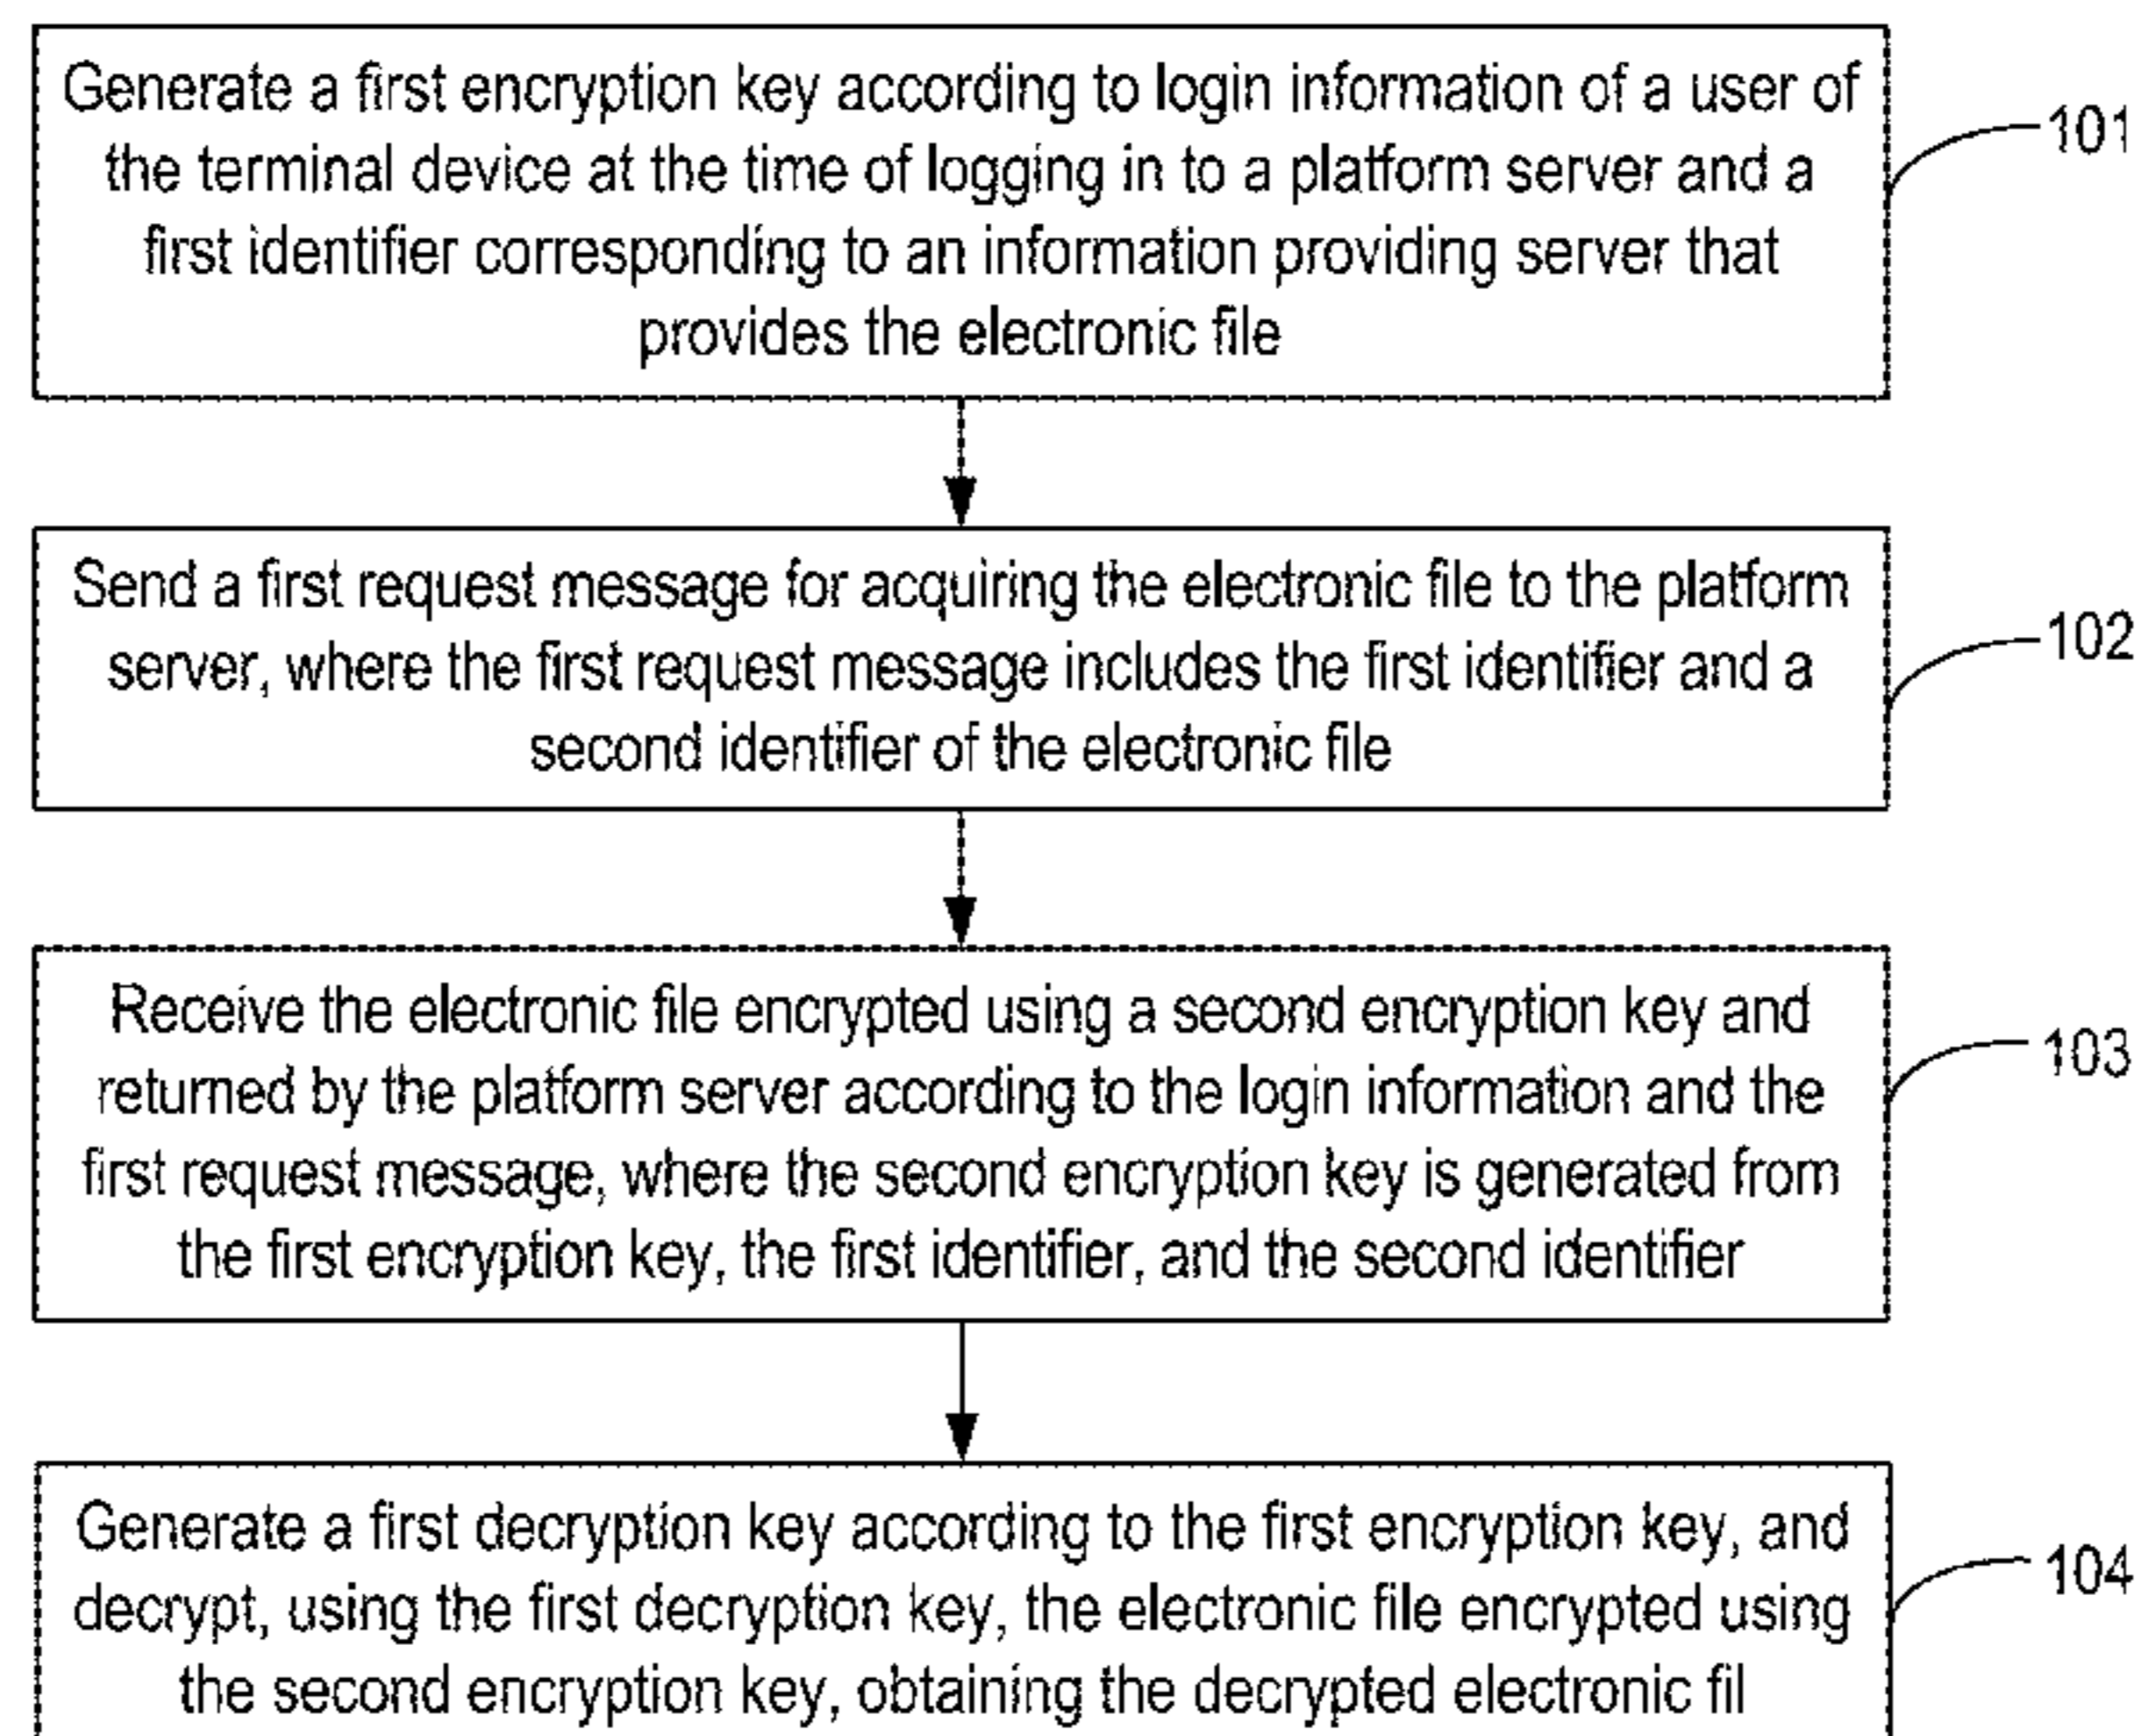 Generate a first encryption key according to login information of a user of
the terminal device at the time of logging in to a platform server and a
first identifier corresponding to an information providing server that
provides the electronic file
101
Send a first request message for acquiring the electronic file to the platform
server, where the first request message includes the first identifier and a
second identifier of the electronic file
102
Receive the electronic file encrypted using a second encryption key and
returned by the platform server according to the login information and the
first request message, where the second encryption key is generated from
the first encryption key, the first identifier, and the second identifier
103
Generate a first decryption key according to the first encryption key, and
decrypt, using the first decryption key, the electronic file encrypted using
the second encryption key, obtaining the decrypted electronic fil
104